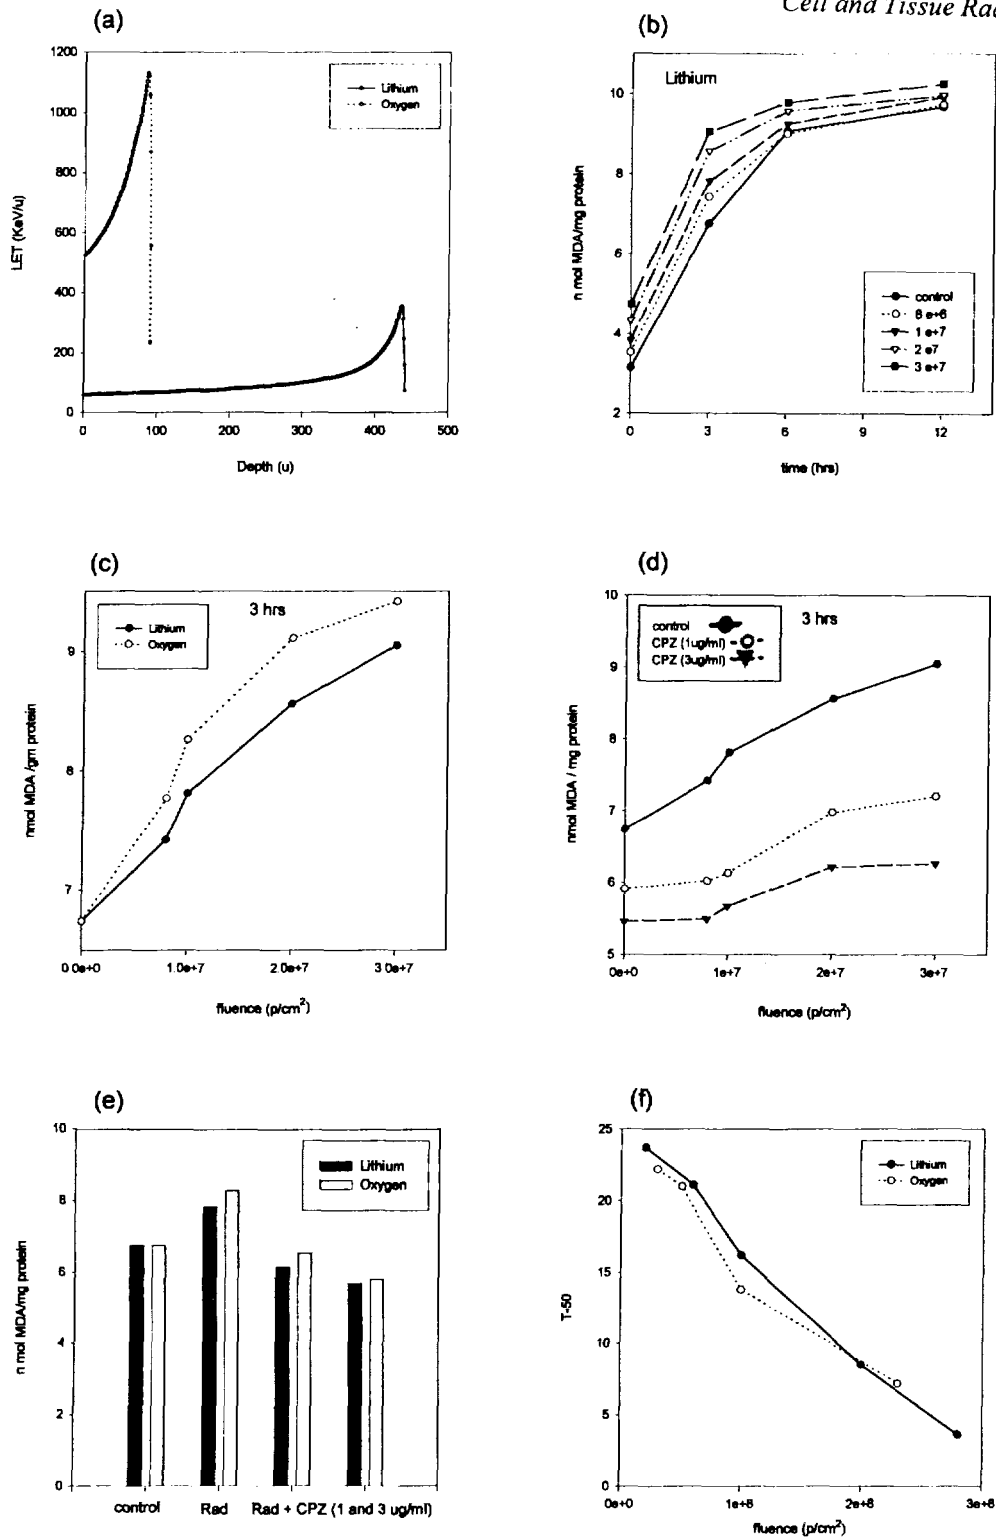 Cell and Tissue Rad
(a)
1200
1000
800
600
400
200
0
LET (KeV/u)
Lithium
Oxygen
0 100 200 300 400 500
Depth (u)
(b)
Lithium
10
8
6
4
2
n mol MDA/mg protein
control
8 e+6
1 e+7
2 e7
3 e+7
0 3 6 9 12
time (hrs)
(c)
3 hrs
Lithium
Oxygen
9
8
7
nmol MDA /gm protein
0.0e+0 1.0e+7 2.0e+7 3.0e+7
fluence (p/cm²)
(d)
3 hrs
control
CPZ (1ug/ml)
CPZ (3ug/ml)
10
9
8
7
6
5
nmol MDA / mg protein
0e+0 1e+7 2e+7 3e+7
fluence (p/cm²)
(e)
10
8
6
4
2
0
n mol MDA/mg protein
Lithium
Oxygen
control Rad Rad + CPZ (1 and 3 ug/ml)
(f)
25
20
15
10
5
0
T-50
Lithium
Oxygen
0e+0 1e+8 2e+8 3e+8
fluence (p/cm²)